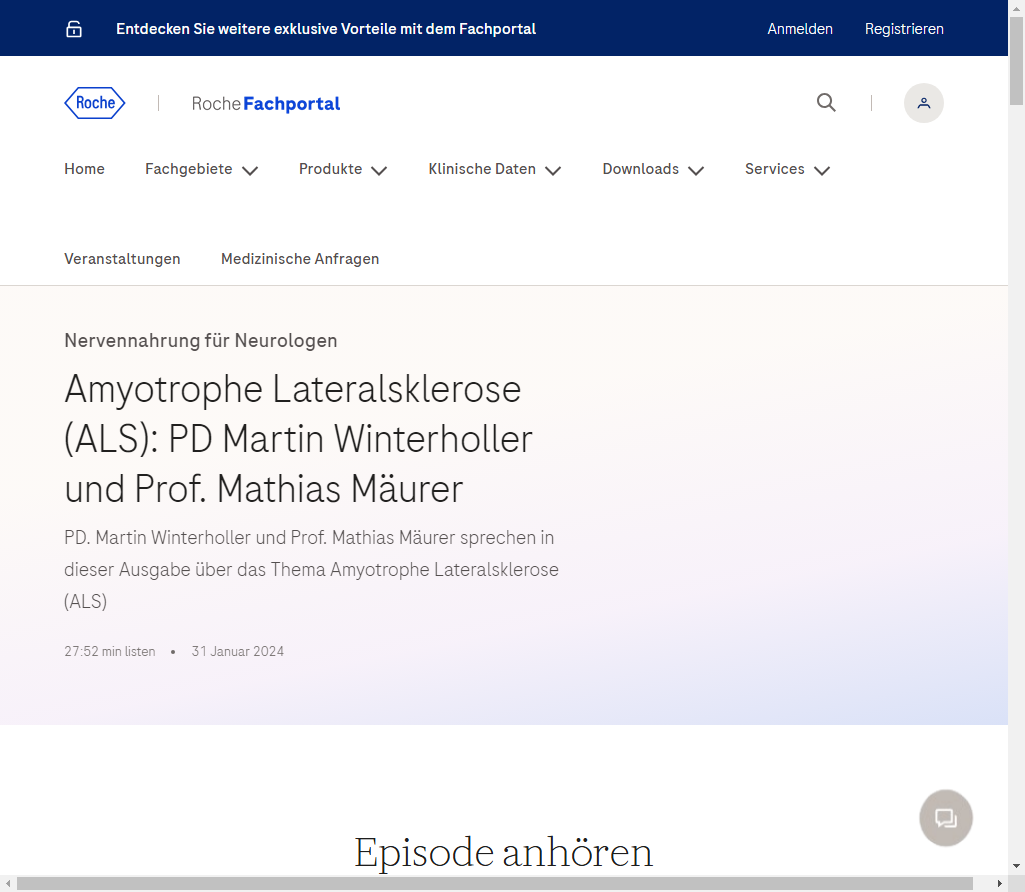 Entdecken Sie weitere exklusive Vorteile mit dem Fachportal
Anmelden
Registrieren
Roche
Roche Fachportal
Home
Fachgebiete
Produkte
Klinische Daten
Downloads
Services
Veranstaltungen
Medizinische Anfragen
Nervennahrung für Neurologen
Amyotrophe Lateralsklerose
(ALS): PD Martin Winterholler
und Prof. Mathias Mäurer
PD. Martin Winterholler und Prof. Mathias Mäurer sprechen in
dieser Ausgabe über das Thema Amyotrophe Lateralsklerose
(ALS)
27:52 min listen • 31 Januar 2024
Episode anhören